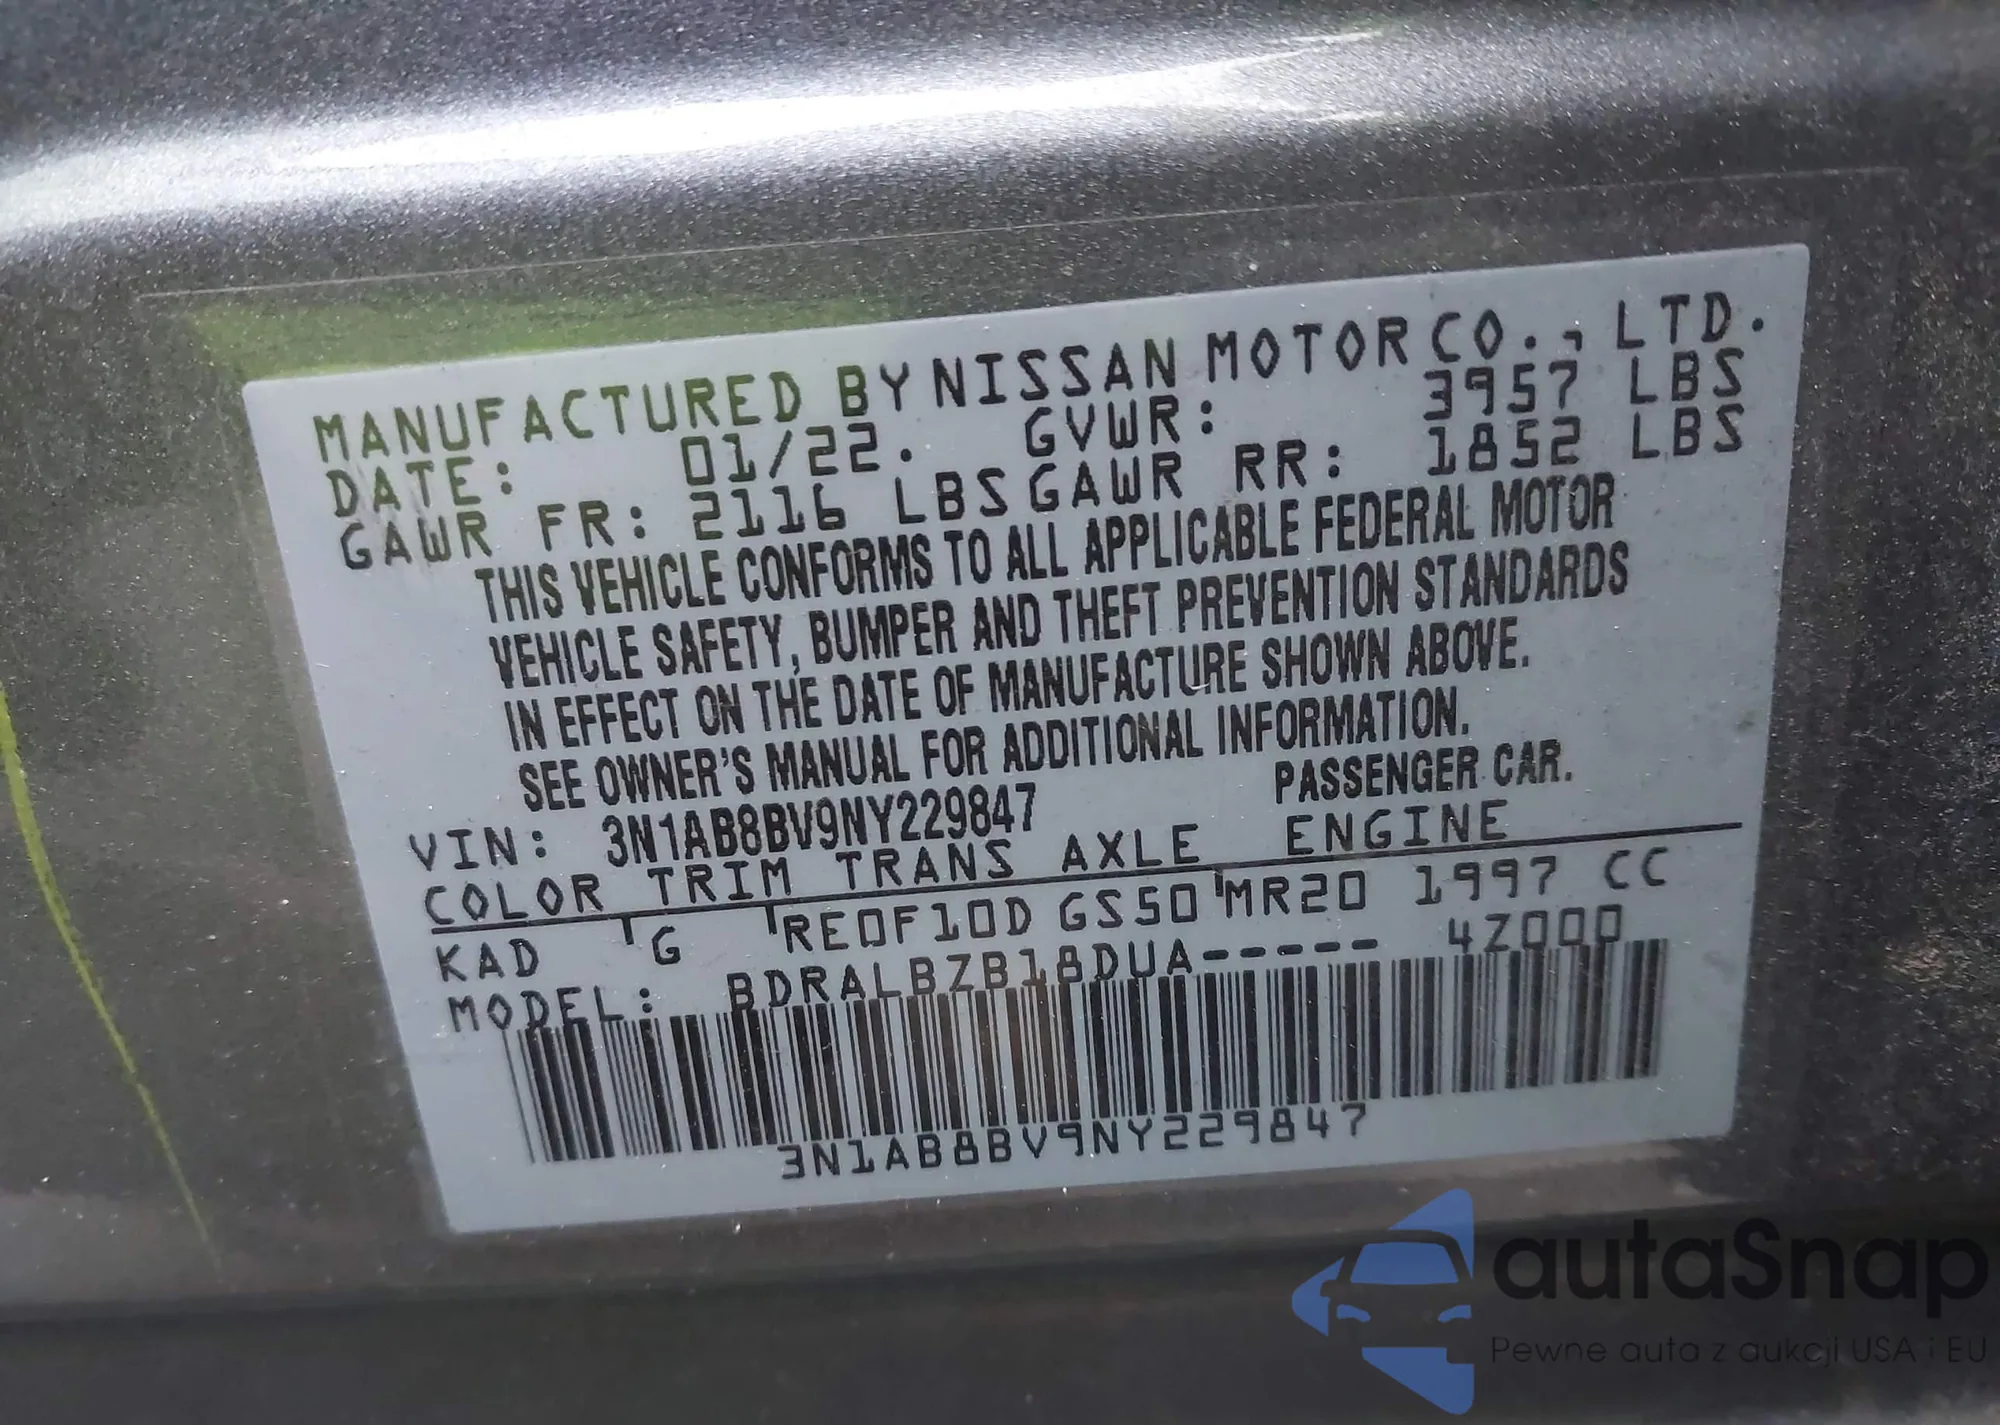 MANUFACTURED BY NISSAN MOTOR CO., LTD.
DATE: 01/22. GVWR: 3957 LBS
GAWR FR: 2116 LBS GAWR RR: 1852 LBS
THIS VEHICLE CONFORMS TO ALL APPLICABLE FEDERAL MOTOR
VEHICLE SAFETY, BUMPER AND THEFT PREVENTION STANDARDS
IN EFFECT ON THE DATE OF MANUFACTURE SHOWN ABOVE.
SEE OWNER'S MANUAL FOR ADDITIONAL INFORMATION.
VIN: 3N1AB8BV9NY229847 PASSENGER CAR.
COLOR TRIM TRANS AXLE ENGINE
KAD G RE0F10D GS50 MR20 1997 CC
MODEL: BDRALBZB18DUA----- 4Z000
3N1AB8BV9NY229847
autaSnap
Pewne auta z aukcji USA i EU